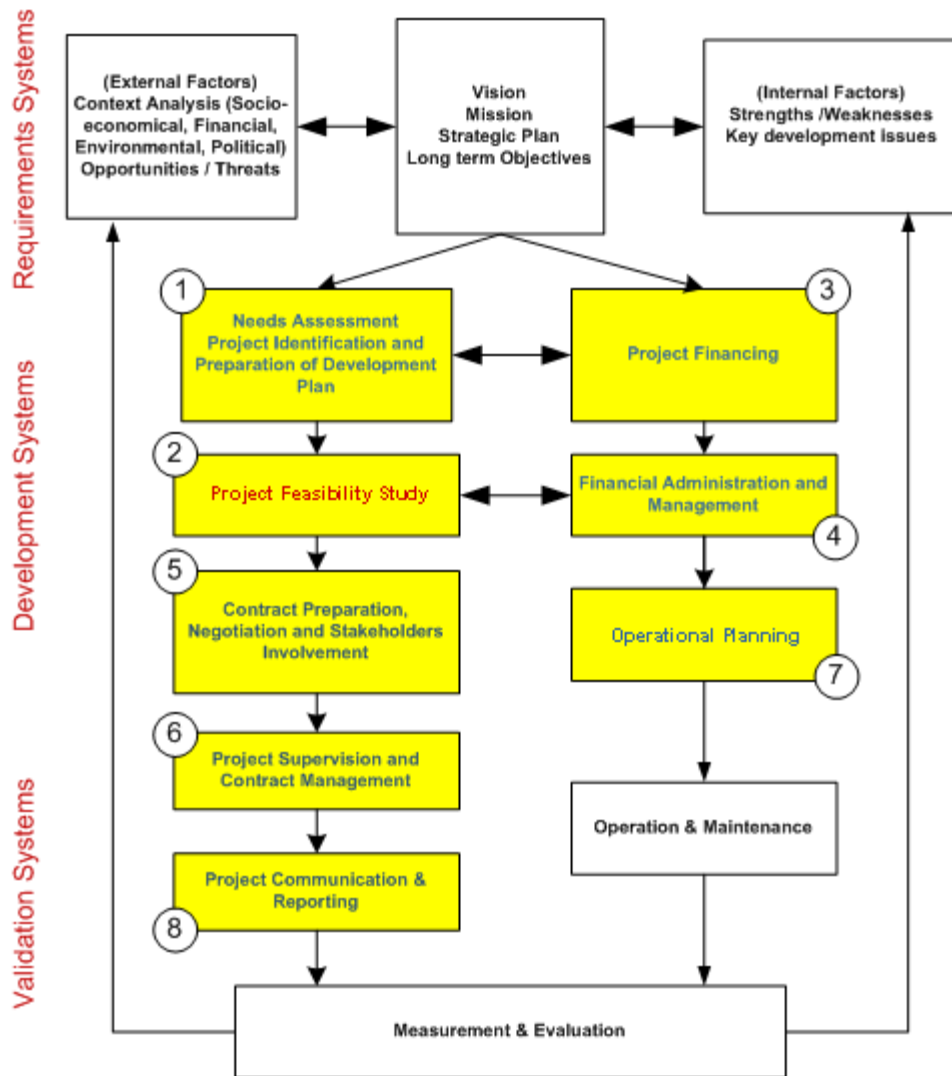 Requirements Systems
(External Factors)
Context Analysis (Socio-
economical, Financial,
Environmental, Political)
Opportunities / Threats
Vision
Mission
Strategic Plan
Long term Objectives
(Internal Factors)
Strengths /Weaknesses
Key development issues
Development Systems
1
Needs Assessment
Project Identification and
Preparation of Development
Plan
3
Project Financing
2
Project Feasibility Study
Financial Administration and
Management
4
5
Contract Preparation,
Negotiation and Stakeholders
Involvement
Operational Planning
7
6
Project Supervision and
Contract Management
Validation Systems
Operation & Maintenance
Project Communication &
Reporting
8
Measurement & Evaluation